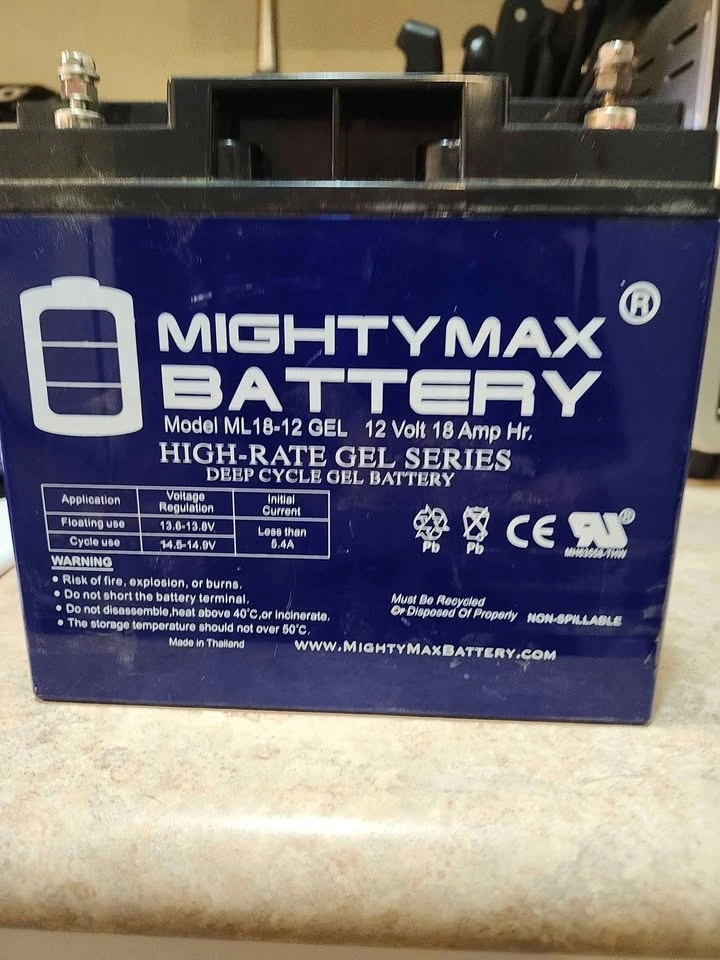 ®
MIGHTYMAX
BATTERY
Model ML18-12 GEL 12 Volt 18 Amp Hr.
HIGH-RATE GEL SERIES
DEEP CYCLE GEL BATTERY
Application Voltage Regulation Initial Current
Floating use 13.6-13.8V Less than 5.4A
Cycle use 14.5-14.9V
Pb Pb CE RU ®
MH63558-THW
WARNING
• Risk of fire, explosion, or burns.
• Do not short the battery terminal.
• Do not disassemble,heat above 40°C,or incinerate.
• The storage temperature should not over 50°C.
Must Be Recycled
Or Disposed Of Properly NON-SPILLABLE
Made in Thailand WWW.MIGHTYMAXBATTERY.COM